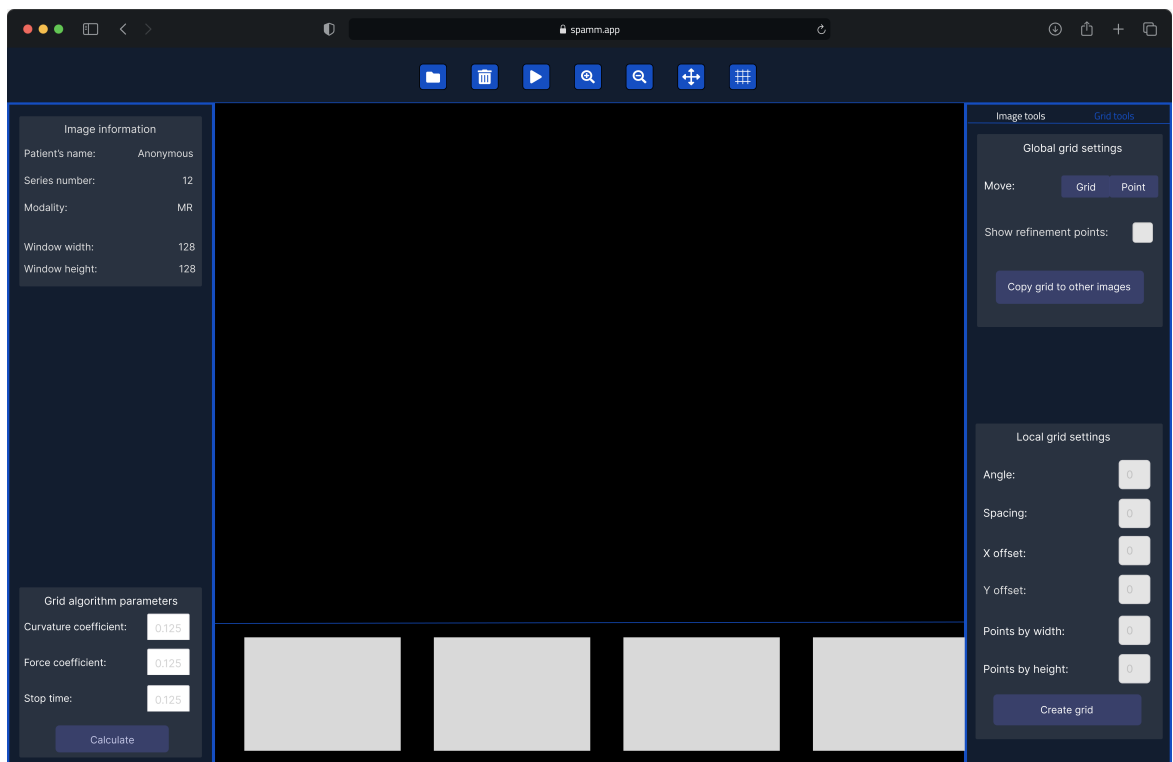 spamm.app
Image information
Patient's name: Anonymous
Series number: 12
Modality: MR
Window width: 128
Window height: 128
Grid algorithm parameters
Curvature coefficient: 0.125
Force coefficient: 0.125
Stop time: 0.125
Calculate
Image tools Grid tools
Global grid settings
Move: Grid Point
Show refinement points:
Copy grid to other images
Local grid settings
Angle: 0
Spacing: 0
X offset: 0
Y offset: 0
Points by width: 0
Points by height: 0
Create grid